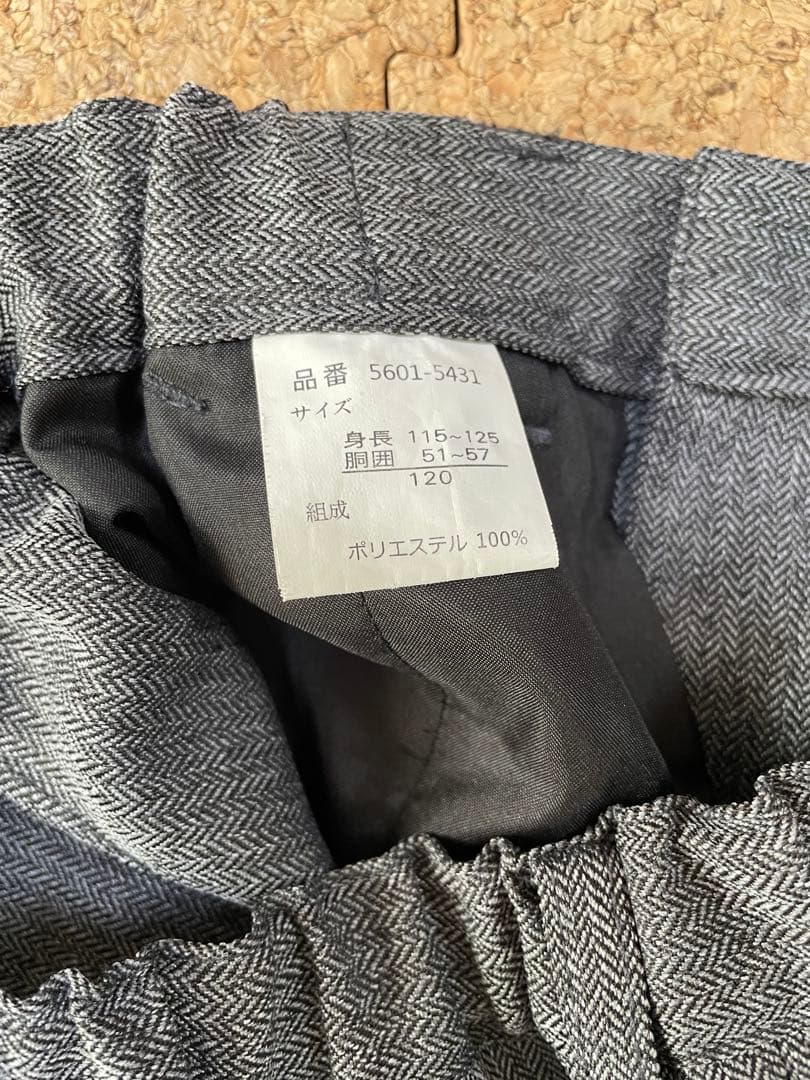 品番 5601-5431
サイズ
身長 115~125
胴囲 51~57
120
組成
ポリエステル 100%